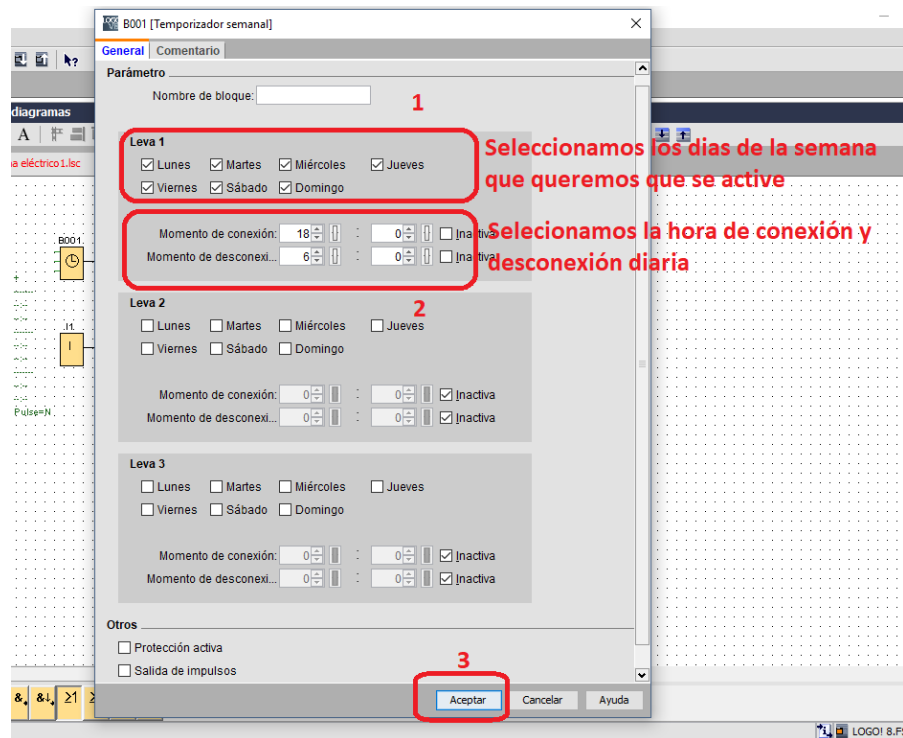 B001 [Temporizador semanal]
General Comentario
Parámetro
Nombre de bloque:
1
diagramas
A
a eléctrico1.lsc
Leva 1
Lunes Martes Miércoles Jueves
Viernes Sábado Domingo
Seleccionamos los dias de la semana
que queremos que se active
Momento de conexión: 18 : 0 Inactiva
Momento de desconexi... 6 : 0 Inactiva
Selecionamos la hora de conexión y
desconexión diaria
B001
I1
I
Pulse=N
2
Leva 2
Lunes Martes Miércoles Jueves
Viernes Sábado Domingo
Momento de conexión: 0 : 0 Inactiva
Momento de desconexi... 0 : 0 Inactiva
Leva 3
Lunes Martes Miércoles Jueves
Viernes Sábado Domingo
Momento de conexión: 0 : 0 Inactiva
Momento de desconexi... 0 : 0 Inactiva
Otros
Protección activa
Salida de impulsos
3
Aceptar Cancelar Ayuda
& &↓ ≥1
LOGO! 8.FS